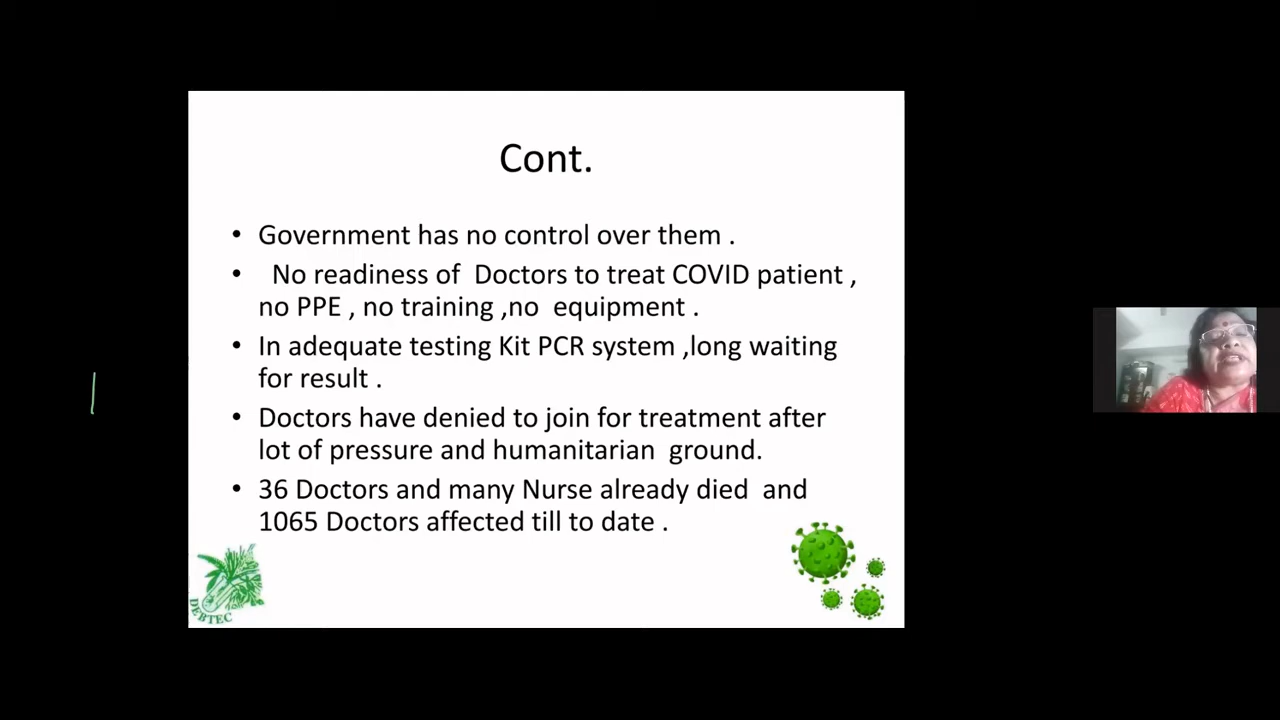 Cont.
• Government has no control over them .
• No readiness of Doctors to treat COVID patient ,
no PPE , no training ,no equipment .
• In adequate testing Kit PCR system ,long waiting
for result .
• Doctors have denied to join for treatment after
lot of pressure and humanitarian ground.
• 36 Doctors and many Nurse already died and
1065 Doctors affected till to date .
DEBTEC